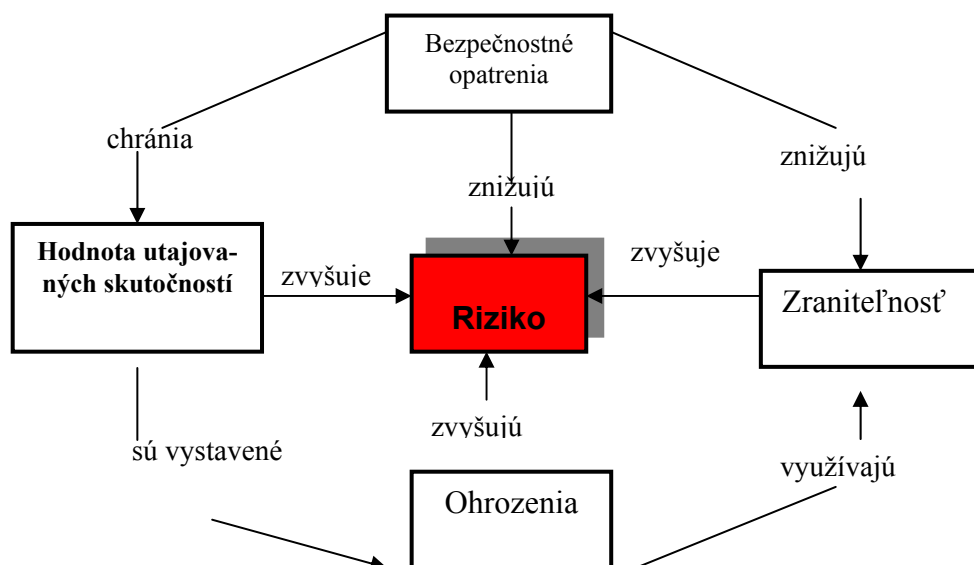 Bezpečnostné
opatrenia
chránia
znižujú
znižujú
Hodnota utajova-
ných skutočností
zvyšuje
Riziko
zvyšuje
Zraniteľnosť
zvyšujú
sú vystavené
využívajú
Ohrozenia